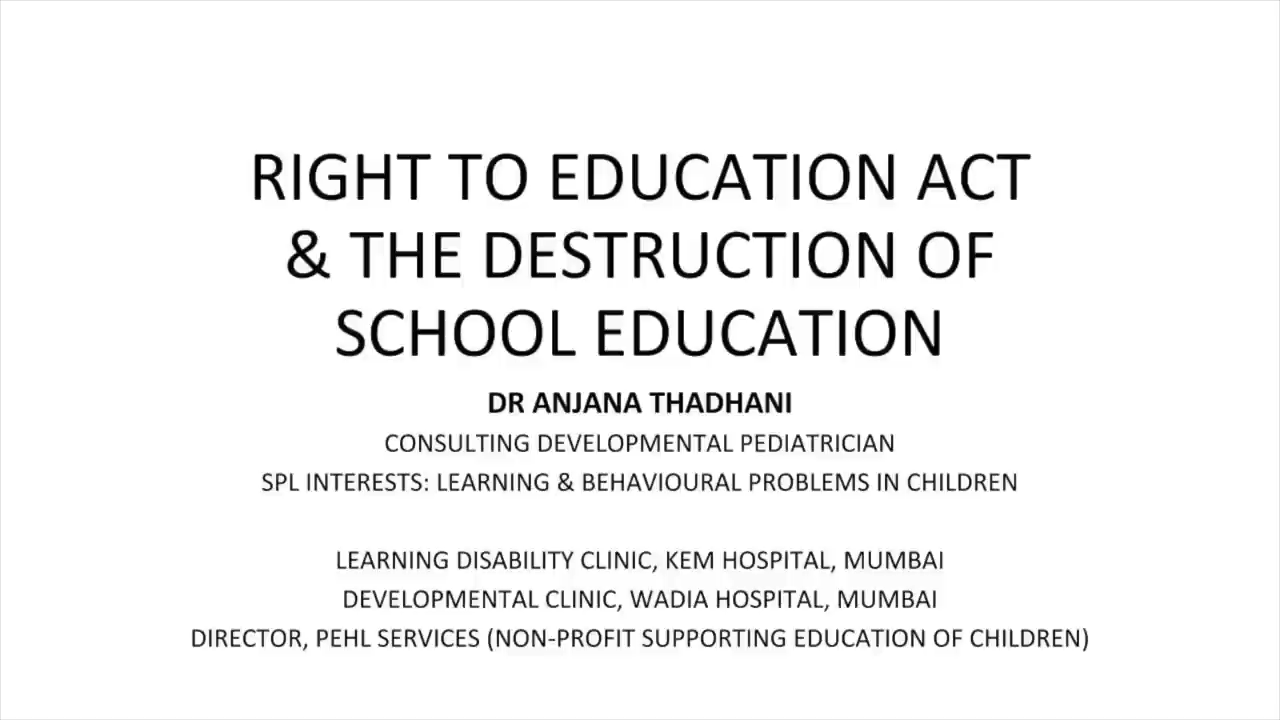 RIGHT TO EDUCATION ACT
& THE DESTRUCTION OF
SCHOOL EDUCATION
DR ANJANA THADHANI
CONSULTING DEVELOPMENTAL PEDIATRICIAN
SPL INTERESTS: LEARNING & BEHAVIOURAL PROBLEMS IN CHILDREN
LEARNING DISABILITY CLINIC, KEM HOSPITAL, MUMBAI
DEVELOPMENTAL CLINIC, WADIA HOSPITAL, MUMBAI
DIRECTOR, PEHL SERVICES (NON-PROFIT SUPPORTING EDUCATION OF CHILDREN)